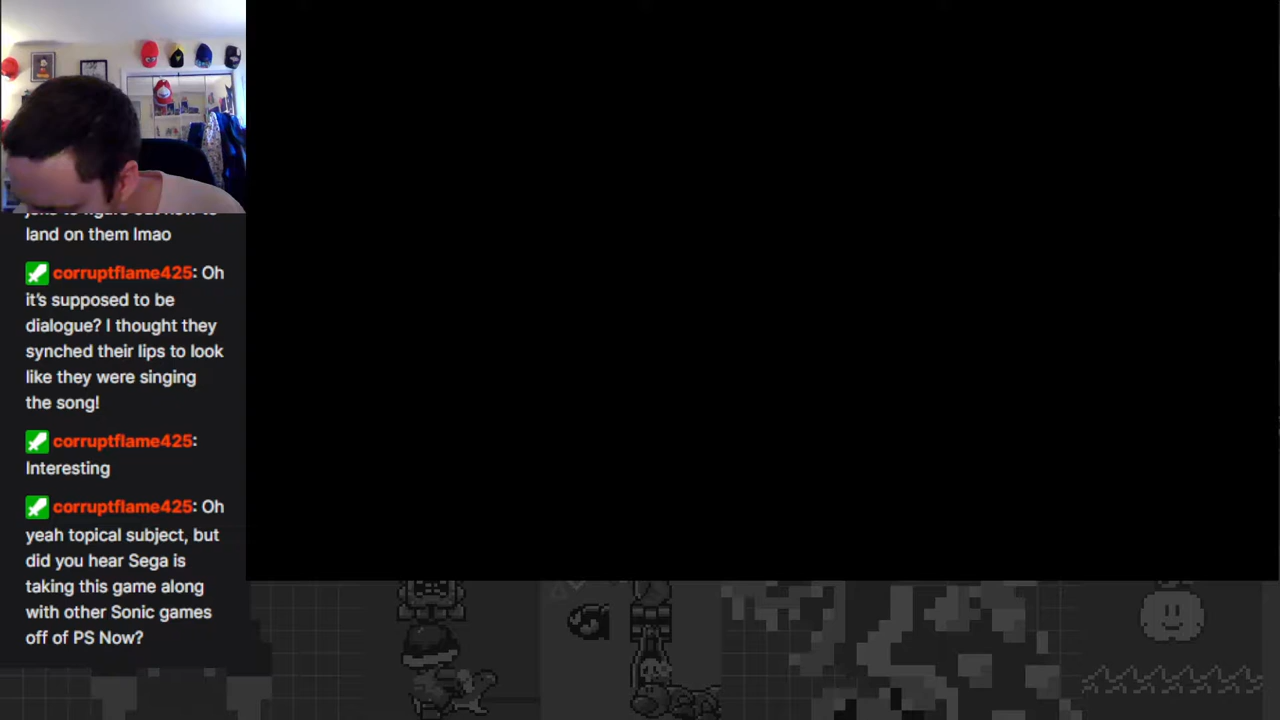 land on them lmao
corruptflame425: Oh
it's supposed to be
dialogue? I thought they
synched their lips to look
like they were singing
the song!
corruptflame425:
Interesting
corruptflame425: Oh
yeah topical subject, but
did you hear Sega is
taking this game along
with other Sonic games
off of PS Now?